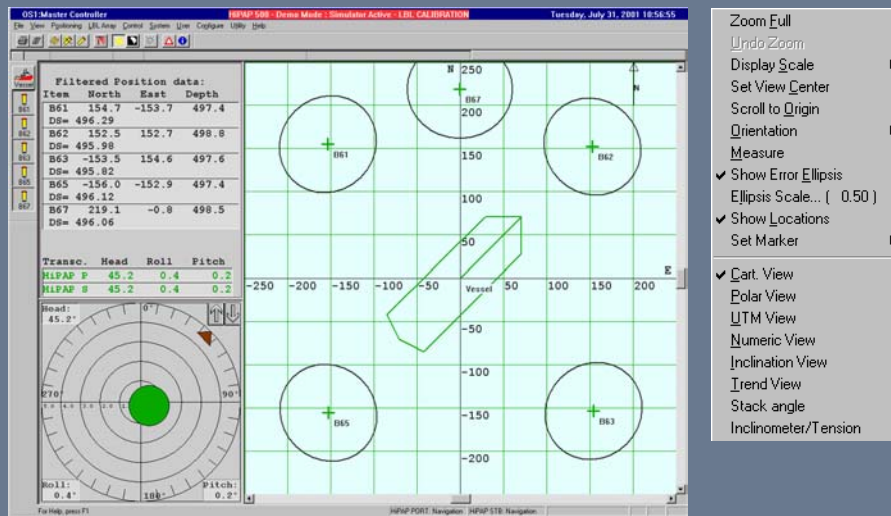 OS1:Master Controller HiPAP 500 - Demo Mode : Simulator Active - LBL CALIBRATION Tuesday, July 31, 2001 10:56:55
File View Positioning LBL Array Control System User Configure Utility Help
Vessel
B61
B62
B63
B65
B67
Filtered Position data:
Item North East Depth
B61 154.7 -153.7 497.4
DS= 496.29
B62 152.5 152.7 498.8
DS= 495.98
B63 -153.5 154.6 497.6
DS= 495.82
B65 -156.0 -152.9 497.4
DS= 496.12
B67 219.1 -0.8 498.5
DS= 496.06
Transc. Head Roll Pitch
HiPAP P 45.2 0.4 0.2
HiPAP S 45.2 0.4 0.2
Head:
45.2°
0°
270°
90°
180°
Roll:
0.4°
Pitch:
0.2°
N 250
N
B67
200
B61
150
B62
100
50
E
-250 -200 -150 -100 -50 Vessel 50 100 150 200
-50
-100
-150
B65
B63
-200
For Help, press F1
HiPAP PORT: Navigation HiPAP STB: Navigation
Zoom Full
Undo Zoom
Display Scale
Set View Center
Scroll to Origin
Orientation
Measure
✓ Show Error Ellipsis
Ellipsis Scale... ( 0.50 )
✓ Show Locations
Set Marker
✓ Cart. View
Polar View
UTM View
Numeric View
Inclination View
Trend View
Stack angle
Inclinometer/Tension